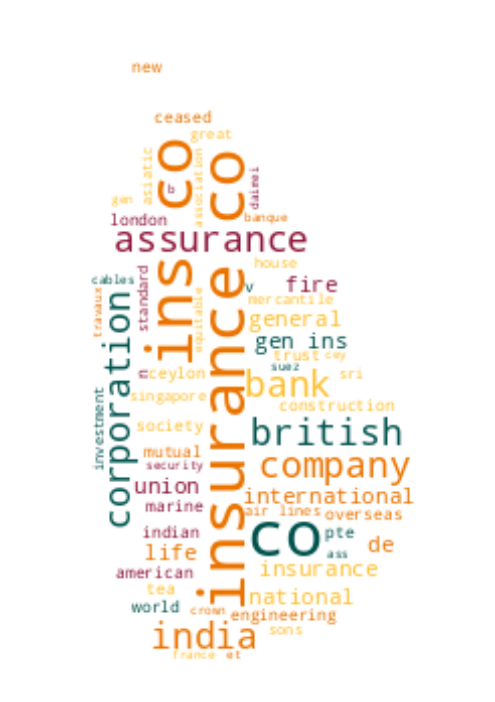 new
ceased
great
asiatic
association
ins co
insurance co
b
daimei
gen
london
banque
assurance
house
cables
standard
v
fire
travaux
corporation
equitable
mercantile
general
gen ins
trust
cey
suez
n
ceylon
bank
sri
investment
singapore
construction
society
british
mutual
security
company
union
international
marine
air lines
overseas
indian
co
pte
de
life
ass
american
insurance
tea
national
world
crown
engineering
india
sons
france
et